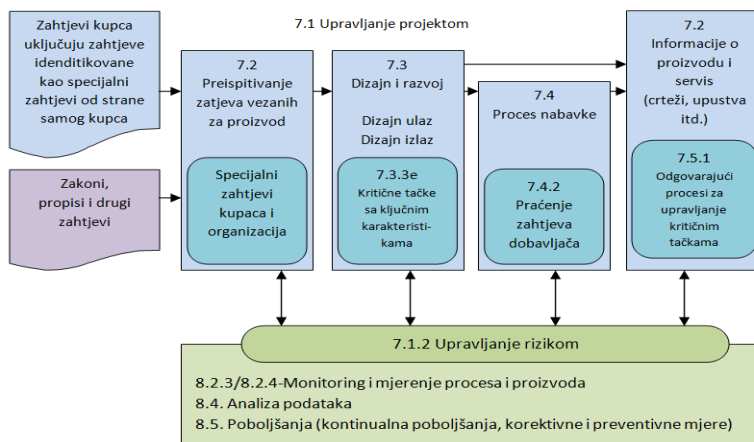 7.1 Upravljanje projektom
Zahtjevi kupca
uključuju zahtjeve
idenditikovane
kao specijalni
zahtjevi od strane
samog kupca
Zakoni,
propisi i drugi
zahtjevi
7.2
Preispitivanje
zatjeva vezanih
za proizvod
Specijalni
zahtjevi
kupaca i
organizacija
7.3
Dizajn i razvoj
Dizajn ulaz
Dizajn izlaz
7.3.3e
Kritične tačke
sa ključnim
karakteristi-
kama
7.4
Proces nabavke
7.4.2
Praćenje
zahtjeva
dobavljača
7.2
Informacije o
proizvodu i
servis
(crteži, upustva
itd.)
7.5.1
Odgovarajući
procesi za
upravljanje
kritičnim
tačkama
7.1.2 Upravljanje rizikom
8.2.3/8.2.4-Monitoring i mjerenje procesa i proizvoda
8.4. Analiza podataka
8.5. Poboljšanja (kontinualna poboljšanja, korektivne i preventivne mjere)